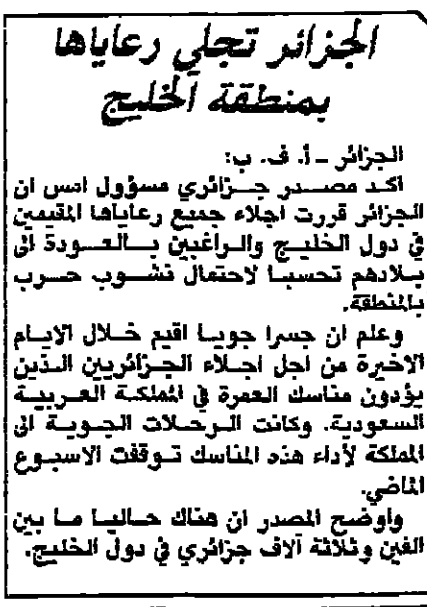 الجزائر تجلي رعاياها
بمنطقة الخليج
الجزائر - أ. ف. ب:
اكد مصدر جزائري مسؤول امس ان
الجزائر قررت اجلاء جميع رعاياها المقيمين
في دول الخليج والراغبين بالعودة الى
بلادهم تحسبا لاحتمال نشوب حرب
بالمنطقة.
وعلم ان جسرا جويا اقيم خلال الايام
الاخيرة من اجل اجلاء الجزائريين الذين
يؤدون مناسك العمرة في المملكة العربية
السعودية. وكانت الرحلات الجوية الى
المملكة لأداء هذه المناسك توقفت الاسبوع
الماضي.
واوضح المصدر ان هناك حاليا ما بين
الفين وثلاثة آلاف جزائري في دول الخليج.